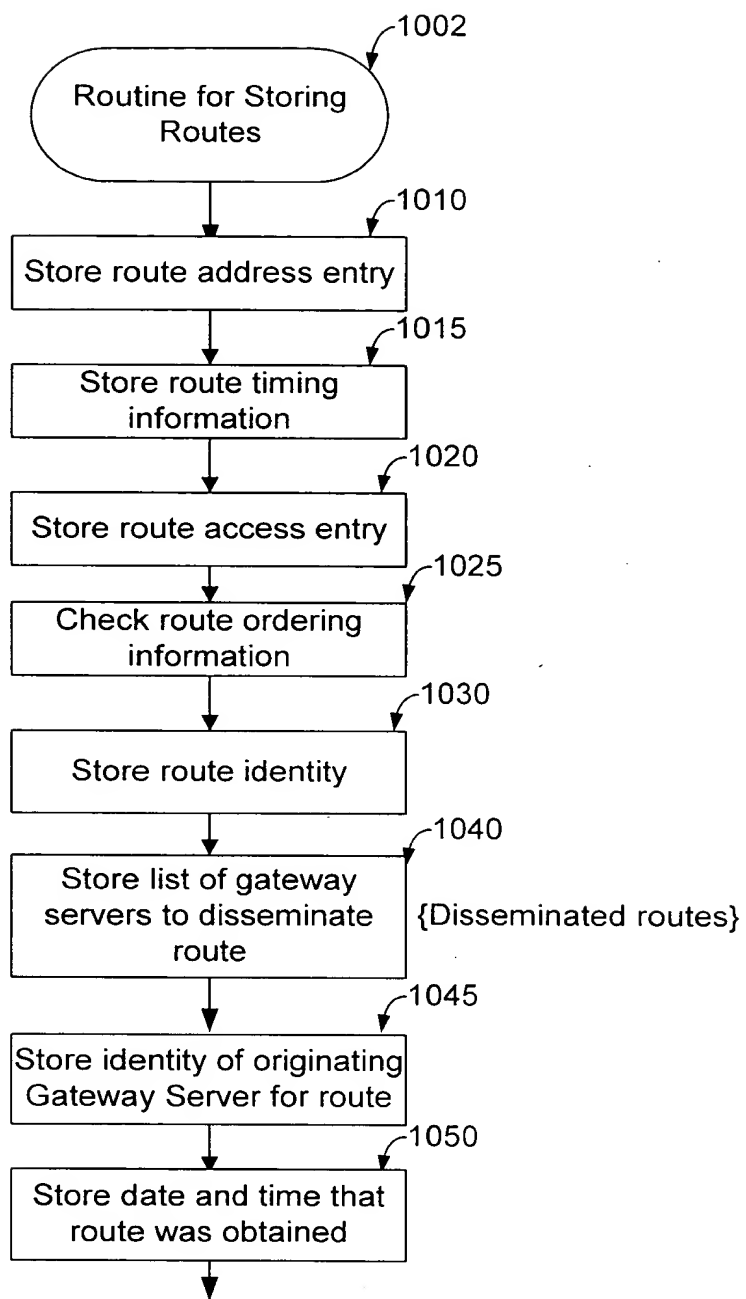 1002
Routine for Storing
Routes
1010
Store route address entry
1015
Store route timing
information
1020
Store route access entry
1025
Check route ordering
information
1030
Store route identity
1040
Store list of gateway
servers to disseminate
route
{Disseminated routes}
1045
Store identity of originating
Gateway Server for route
1050
Store date and time that
route was obtained